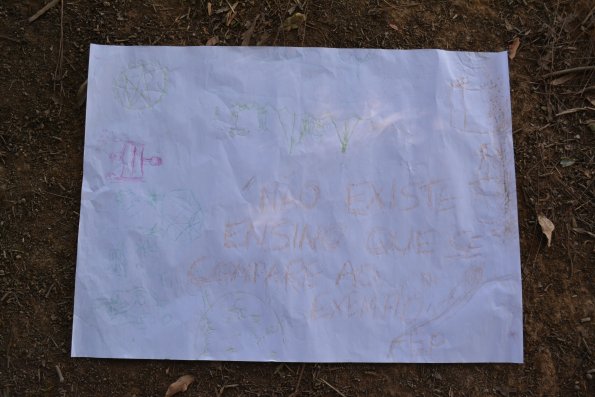 NÃO EXISTE
ENSINO QUE SE
COMPARE AO
EXEMPLO